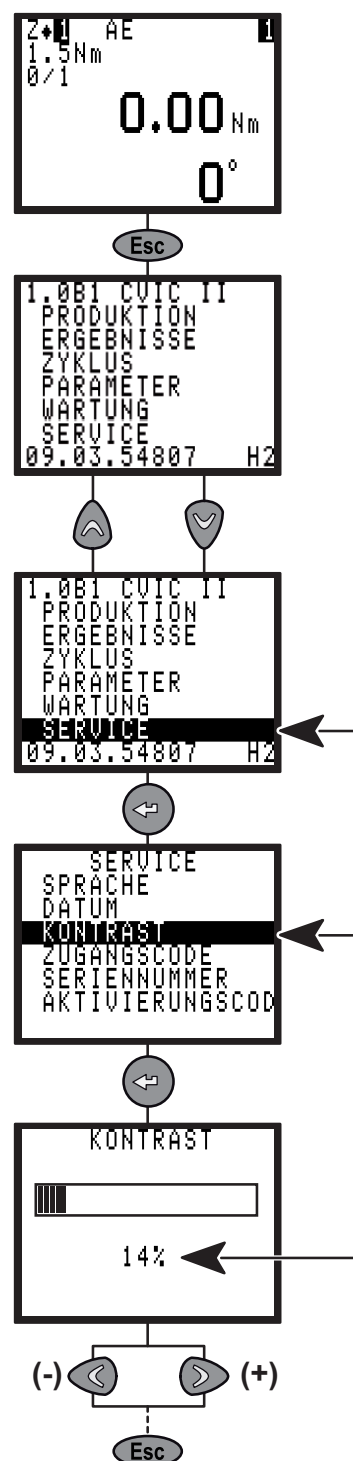 Z♦1 AE 1
1.5Nm
0/1
0.00 Nm
0°
Esc
1.0B1 CVIC II
PRODUKTION
ERGEBNISSE
ZYKLUS
PARAMETER
WARTUNG
SERVICE
09.03.54807 H2
1.0B1 CVIC II
PRODUKTION
ERGEBNISSE
ZYKLUS
PARAMETER
WARTUNG
SERVICE
09.03.54807 H2
SERVICE
SPRACHE
DATUM
KONTRAST
ZUGANGSCODE
SERIENNUMMER
AKTIVIERUNGSCOD
KONTRAST
14%
(-) (+)
Esc